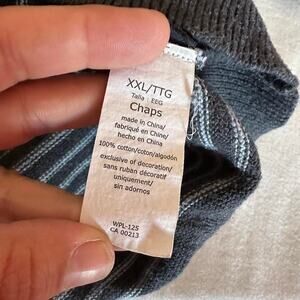 XXL/TTG
Talla | EEG
Chaps
made in China/
fabriqué en Chine/
hecho en China
100% cotton/coton/algodón
exclusive of decoration/
sans ruban décoratif
uniquement/
sin adornos
WPL-125
CA 00213